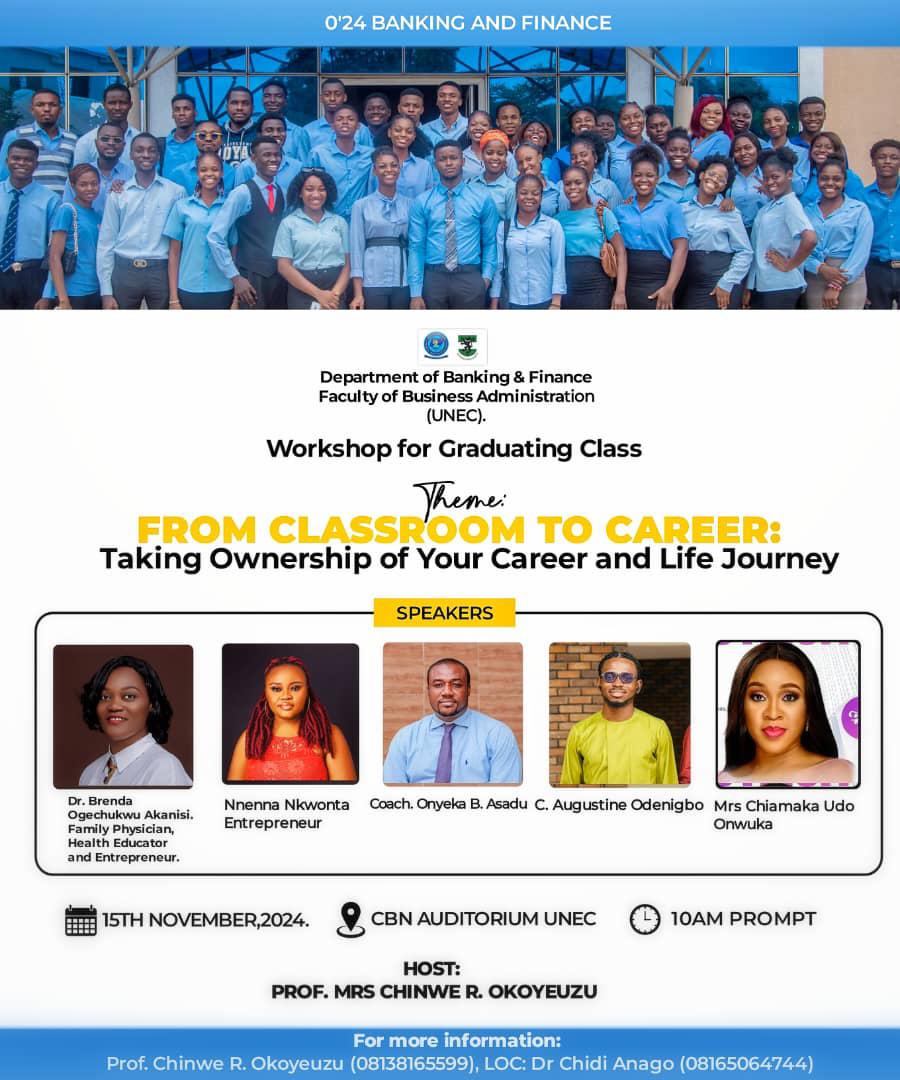 0'24 BANKING AND FINANCE
Department of Banking & Finance
Faculty of Business Administration
(UNEC).
Workshop for Graduating Class
Theme:
FROM CLASSROOM TO CAREER:
Taking Ownership of Your Career and Life Journey
SPEAKERS
Dr. Brenda
Ogechukwu Akanisi.
Family Physician,
Health Educator
and Entrepreneur.
Nnenna Nkwonta
Entrepreneur
Coach. Onyeka B. Asadu
C. Augustine Odenigbo
Mrs Chiamaka Udo
Onwuka
15TH NOVEMBER,2024.
CBN AUDITORIUM UNEC
10AM PROMPT
HOST:
PROF. MRS CHINWE R. OKOYEUZU
For more information:
Prof. Chinwe R. Okoyeuzu (08138165599), LOC: Dr Chidi Anago (08165064744)